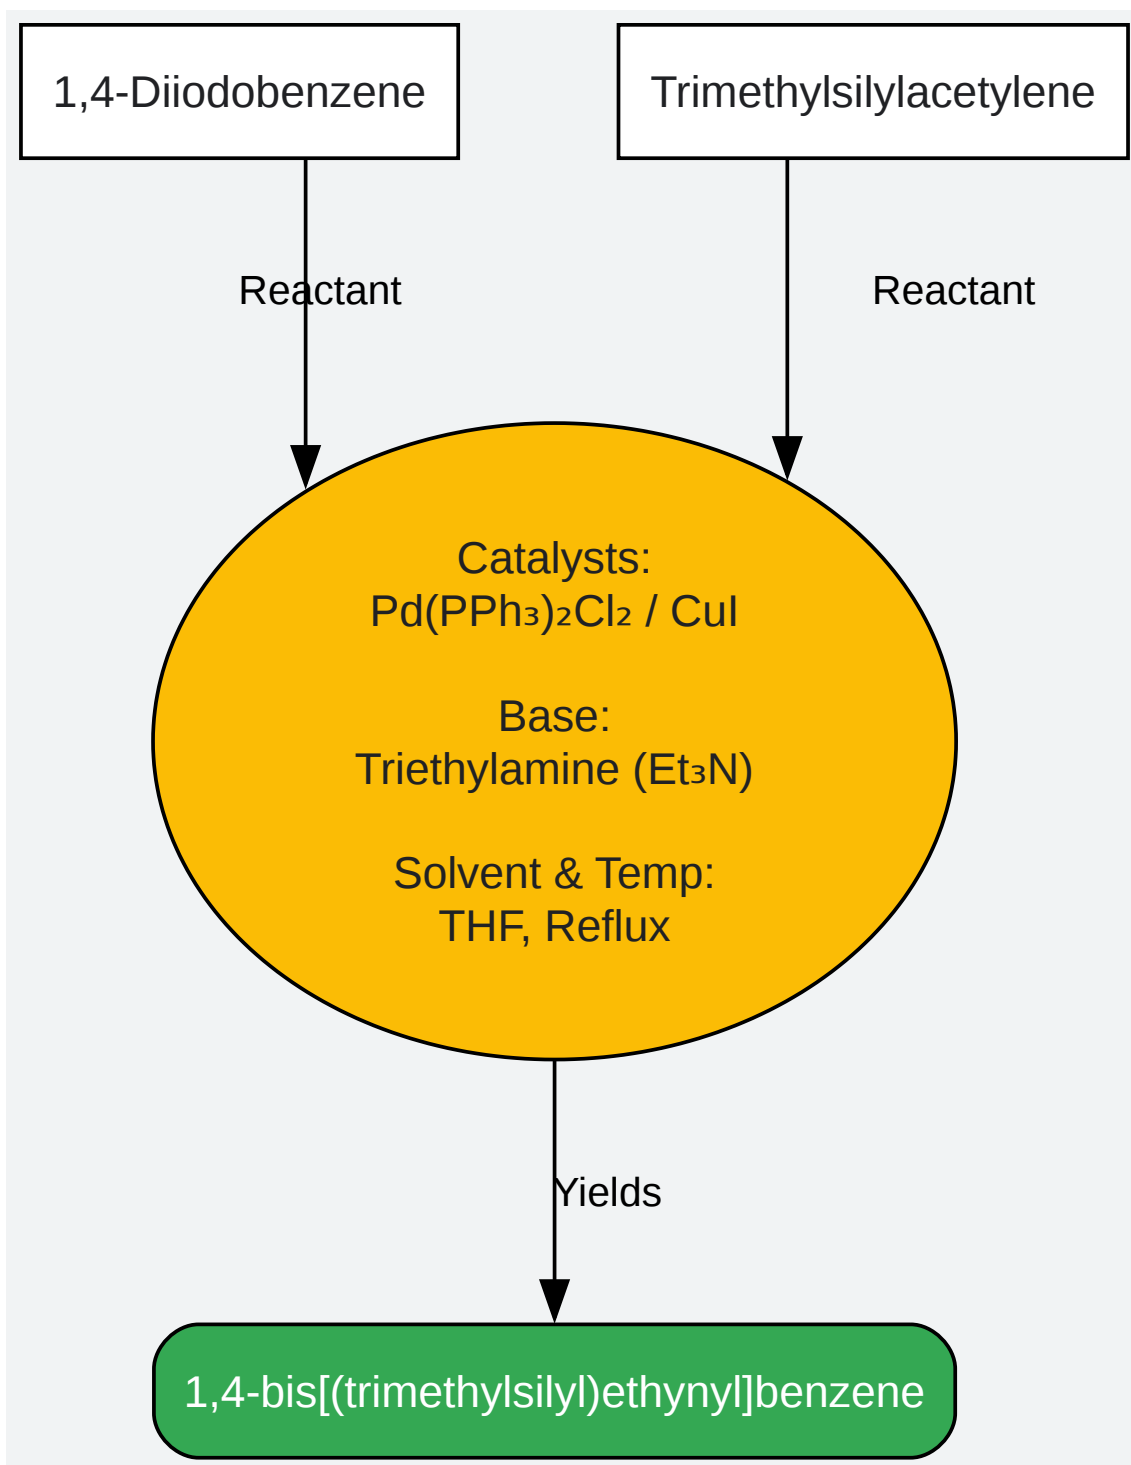 1,4-Diiodobenzene
Trimethylsilylacetylene
Reactant
Reactant
Catalysts:
Pd(PPh₃)₂Cl₂ / CuI
Base:
Triethylamine (Et₃N)
Solvent & Temp:
THF, Reflux
Yields
1,4-bis[(trimethylsilyl)ethynyl]benzene